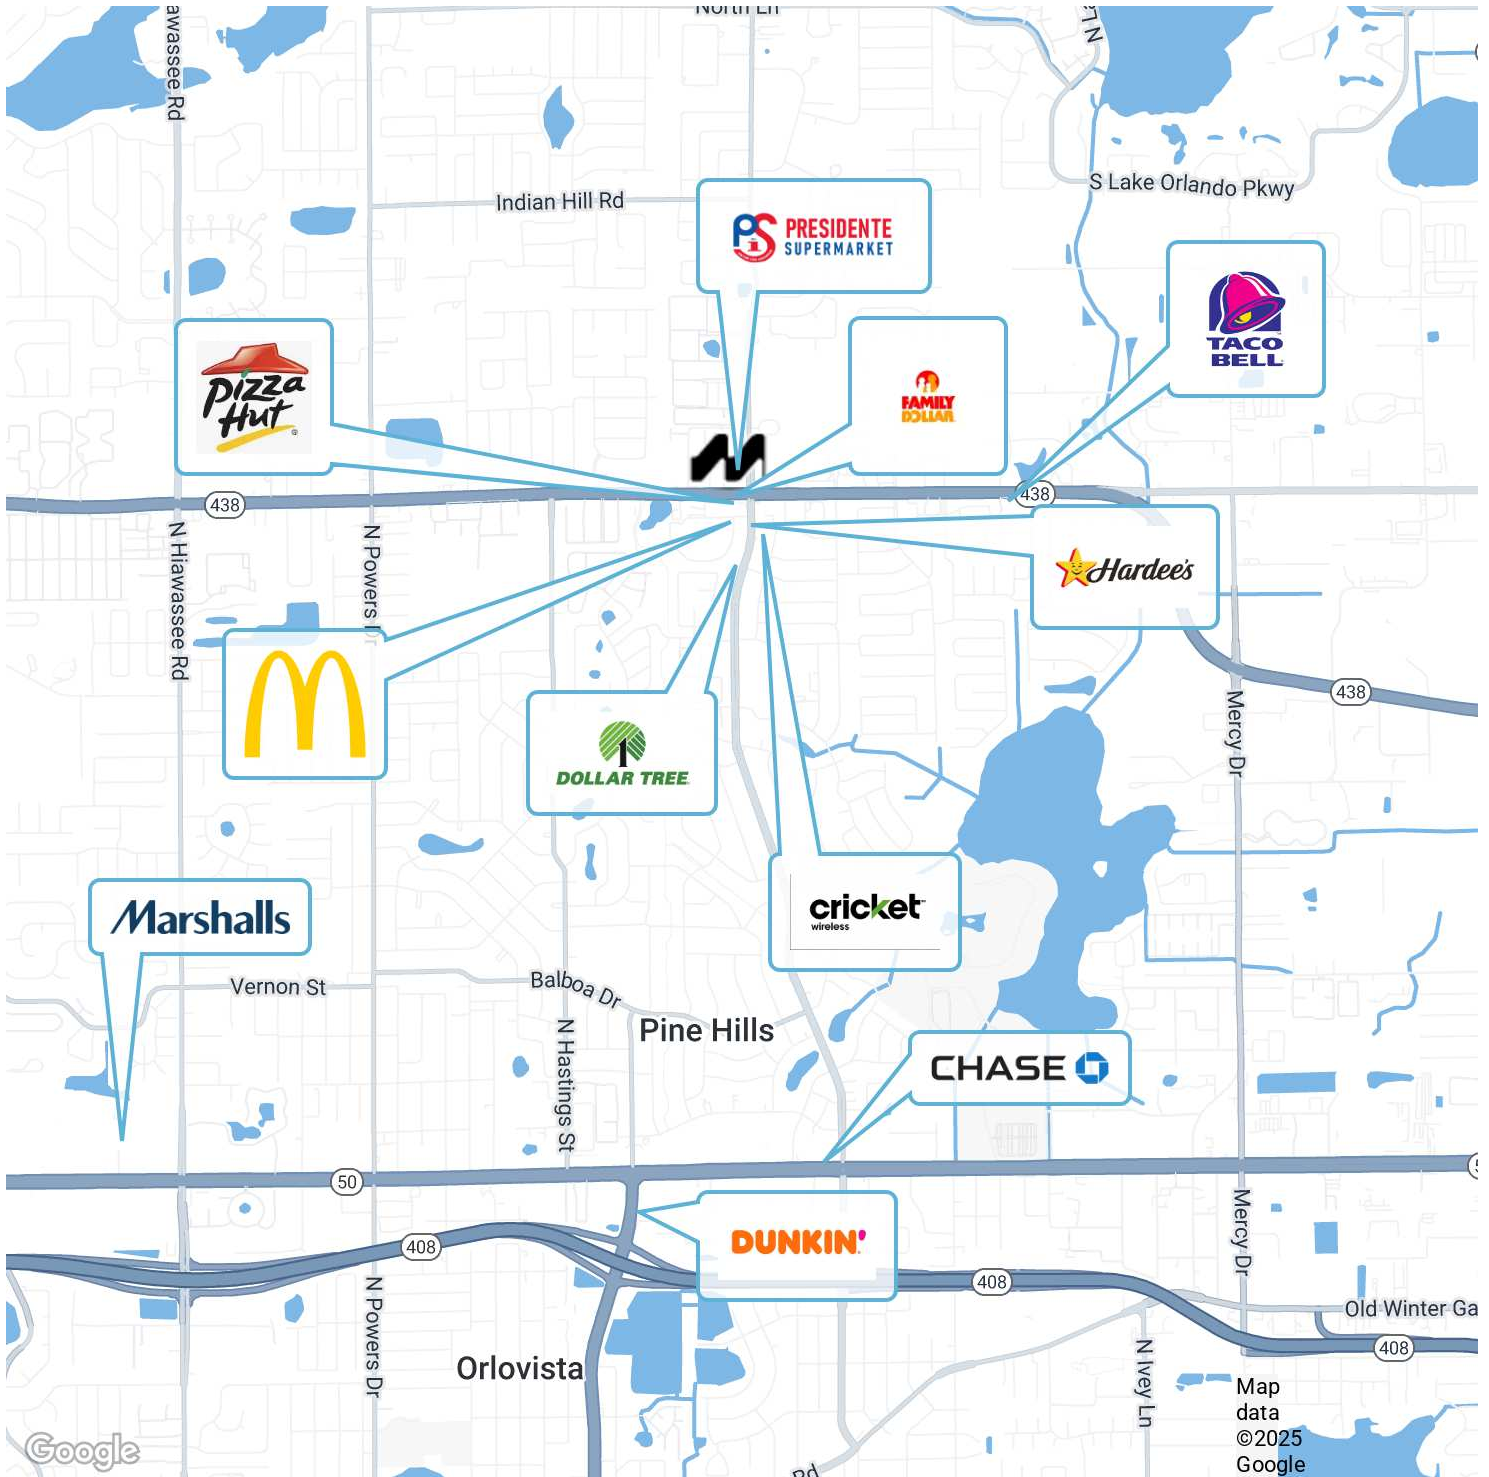 North Ln
awassee Rd
N L
Indian Hill Rd
S Lake Orlando Pkwy
PS PRESIDENTE
SUPERMARKET
TACO
BELL
Pizza
Hut
®
FAMILY
DOLLAR
438
438
N Hiawassee Rd
N Powers Dr
Hardee's
438
Mercy Dr
1
DOLLAR TREE
cricket
wireless
Marshalls
Vernon St
Balboa Dr
Pine Hills
N Hastings St
CHASE
50
Mercy Dr
DUNKIN'
408
408
N Powers Dr
Old Winter Ga
408
Orlovista
N Ivey Ln
Map
data
©2025
Google
Google
Rd